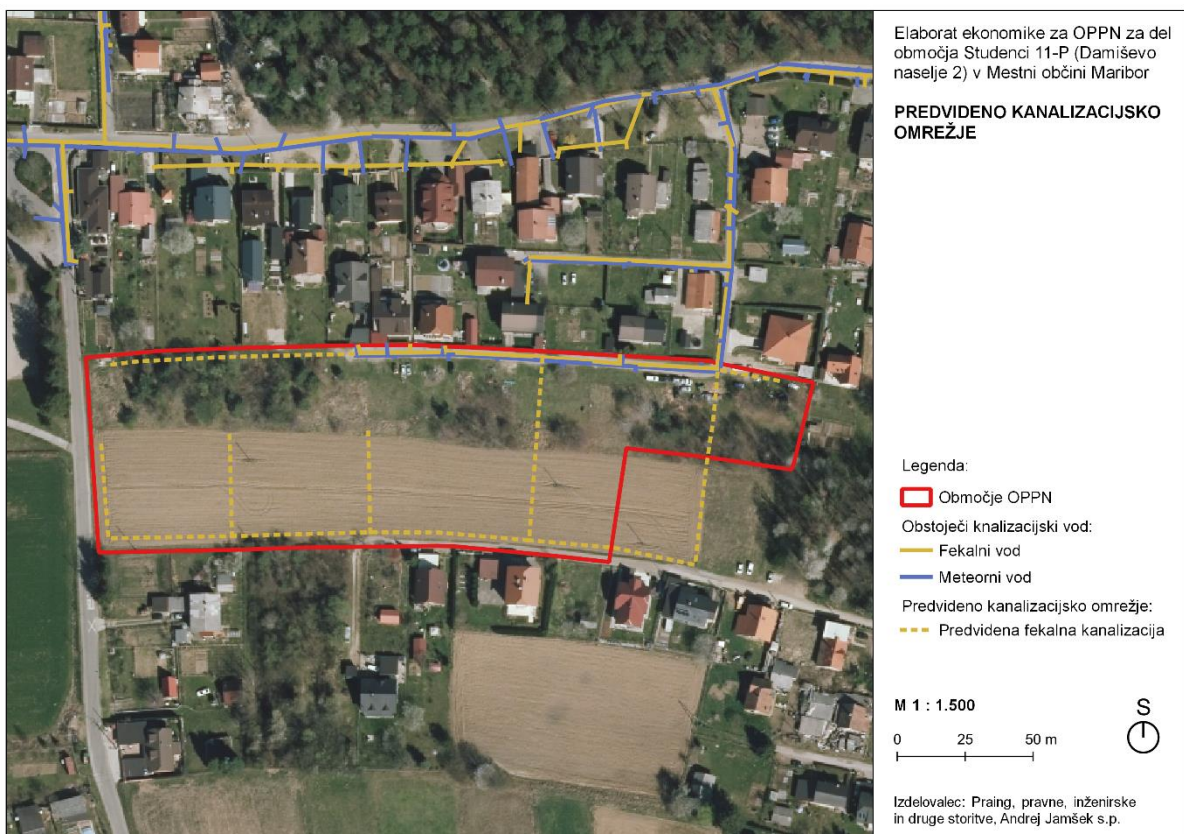 Elaborat ekonomike za OPPN za del
območja Studenci 11-P (Damiševo
naselje 2) v Mestni občini Maribor
PREDVIDENO KANALIZACIJSKO
OMREŽJE
Legenda:
Območje OPPN
Obstoječi knalizacijski vod:
Fekalni vod
Meteorni vod
Predvideno kanalizacijsko omrežje:
Predvidena fekalna kanalizacija
M 1 : 1.500
S
0 25 50 m
Izdelovalec: Praing, pravne, inženirske
in druge storitve, Andrej Jamšek s.p.